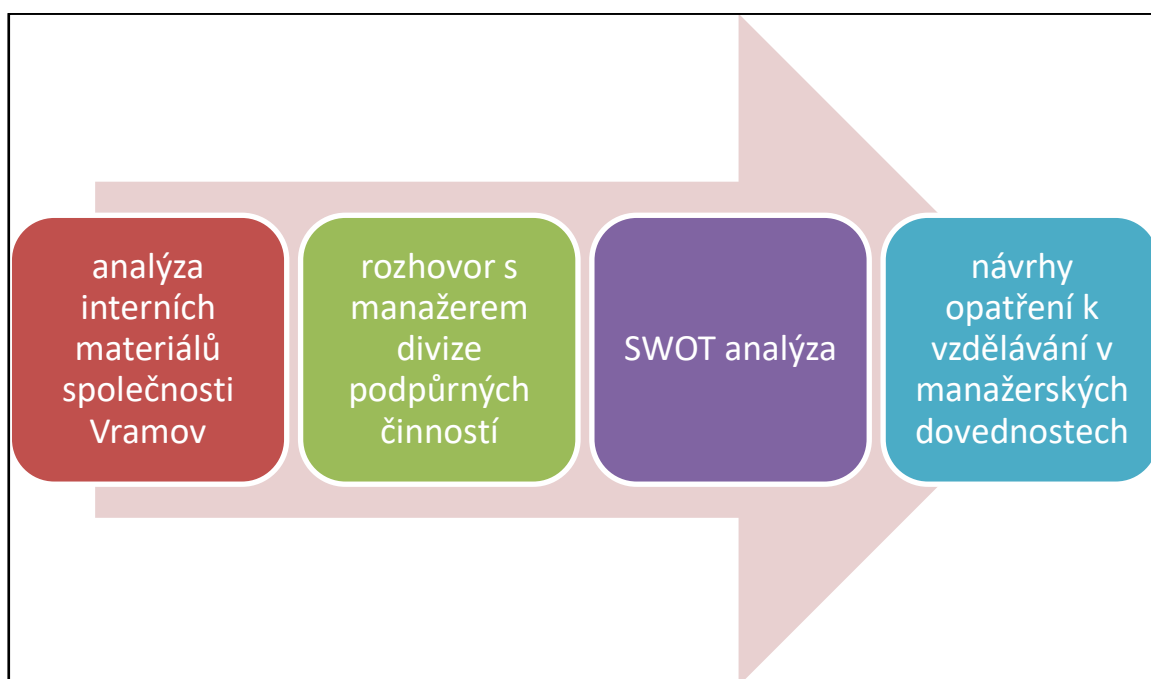 analýza
interních
materiálů
společnosti
Vramov
rozhovor s
manažerem
divize
podpůrných
činností
SWOT analýza
návrhy
opatření k
vzdělávání v
manažerských
dovednostech